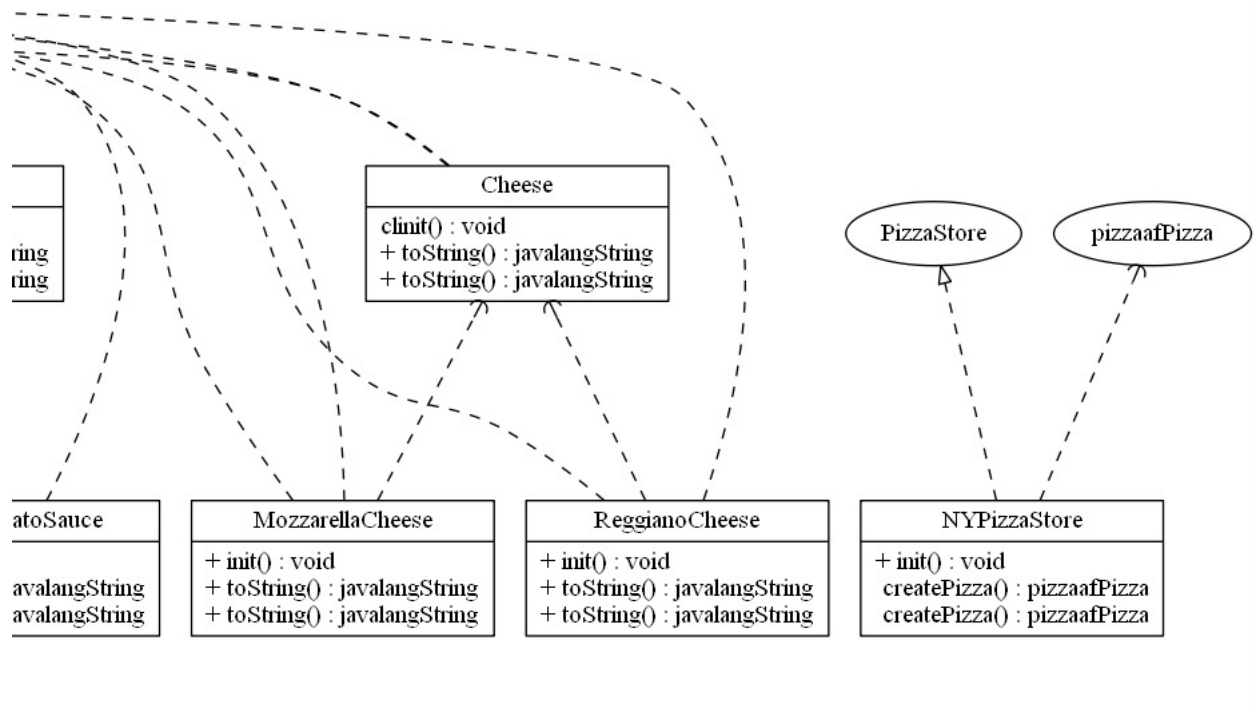 Cheese
clinit() : void
+ toString() : javalangString
+ toString() : javalangString
ring
ring
PizzaStore
pizzaafPizza
atoSauce
avalangString
avalangString
MozzarellaCheese
+ init() : void
+ toString() : javalangString
+ toString() : javalangString
ReggianoCheese
+ init() : void
+ toString() : javalangString
+ toString() : javalangString
NYPizzaStore
+ init() : void
createPizza() : pizzaafPizza
createPizza() : pizzaafPizza